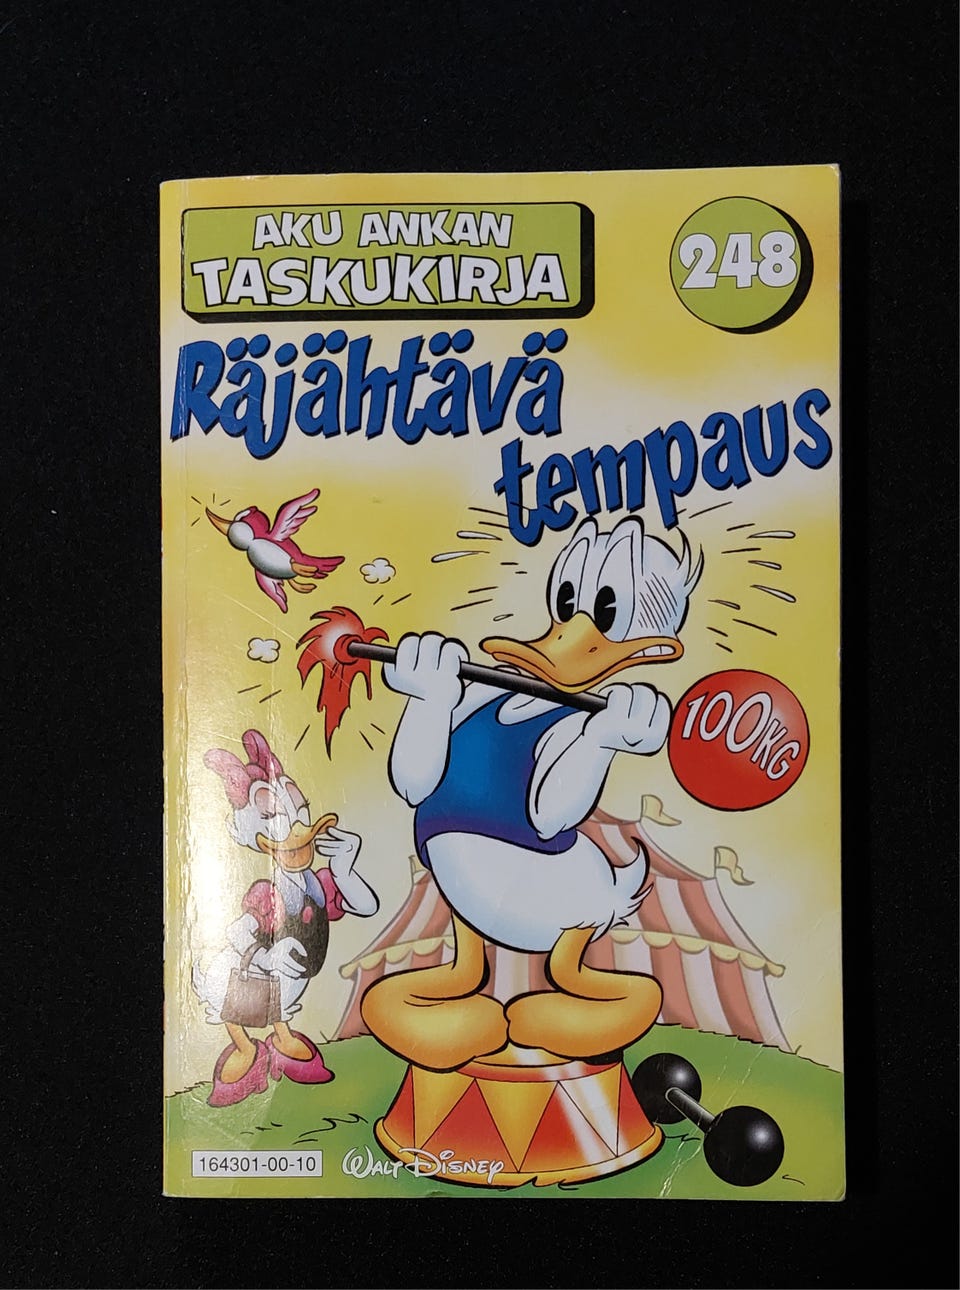 AKU ANKAN
TASKUKIRJA
248
Räjähtävä
tempaus
100KG
164301-00-10
WALT DISNEY